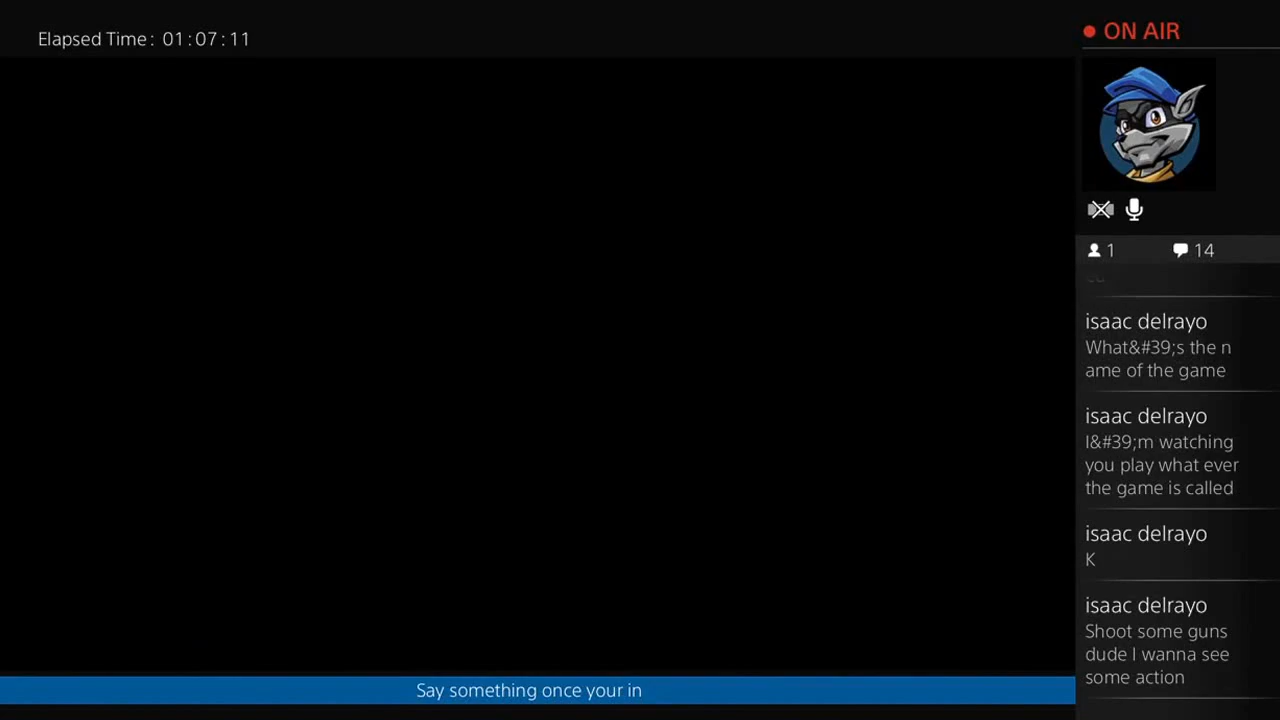 Elapsed Time: 01:07:11
ON AIR
1 14
isaac delrayo
What&#39;s the n
ame of the game
isaac delrayo
I&#39;m watching
you play what ever
the game is called
isaac delrayo
K
isaac delrayo
Shoot some guns
dude I wanna see
some action
Say something once your in